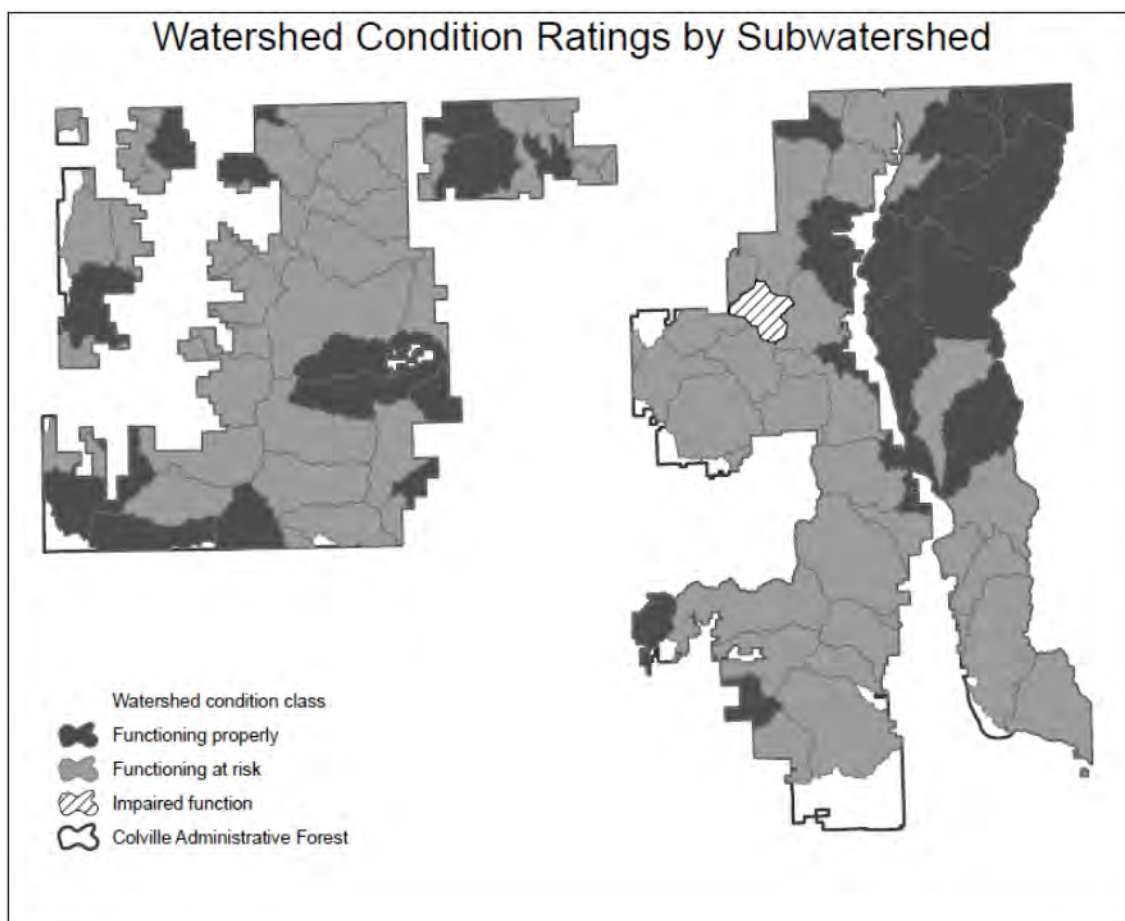 Watershed Condition Ratings by Subwatershed
Watershed condition class
Functioning properly
Functioning at risk
Impaired function
Colville Administrative Forest